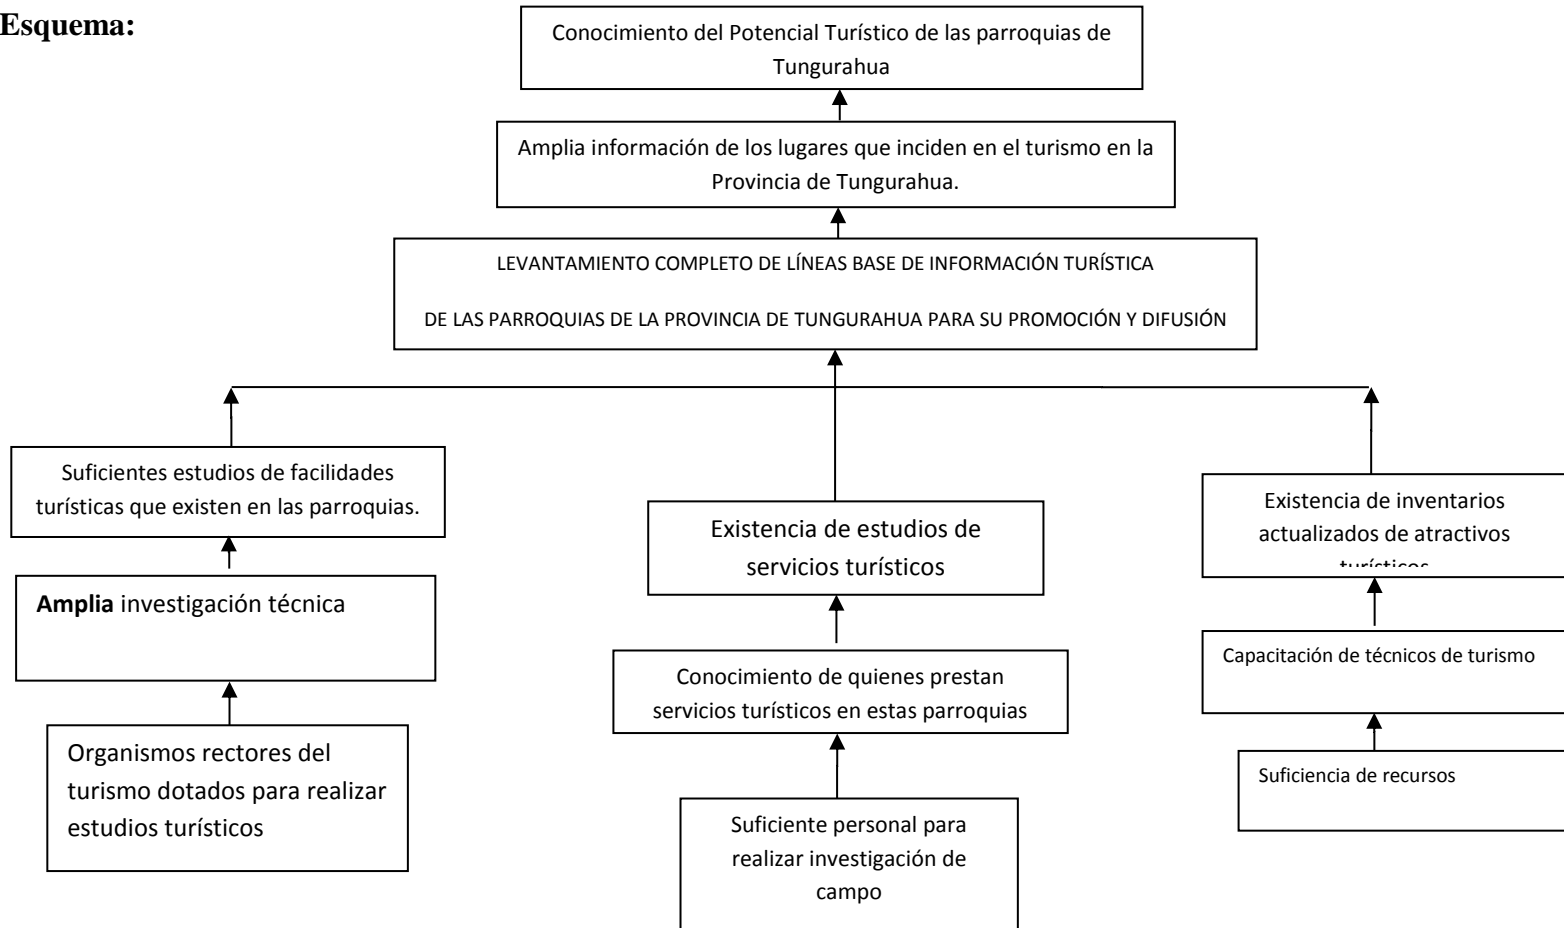 Esquema:
Conocimiento del Potencial Turístico de las parroquias de
Tungurahua
Amplia información de los lugares que inciden en el turismo en la
Provincia de Tungurahua.
LEVANTAMIENTO COMPLETO DE LÍNEAS BASE DE INFORMACIÓN TURÍSTICA
DE LAS PARROQUIAS DE LA PROVINCIA DE TUNGURAHUA PARA SU PROMOCIÓN Y DIFUSIÓN
Suficientes estudios de facilidades
turísticas que existen en las parroquias.
Amplia investigación técnica
Organismos rectores del
turismo dotados para realizar
estudios turísticos
Existencia de estudios de
servicios turísticos
Conocimiento de quienes prestan
servicios turísticos en estas parroquias
Suficiente personal para
realizar investigación de
campo
Existencia de inventarios
actualizados de atractivos
turísticos
Capacitación de técnicos de turismo
Suficiencia de recursos